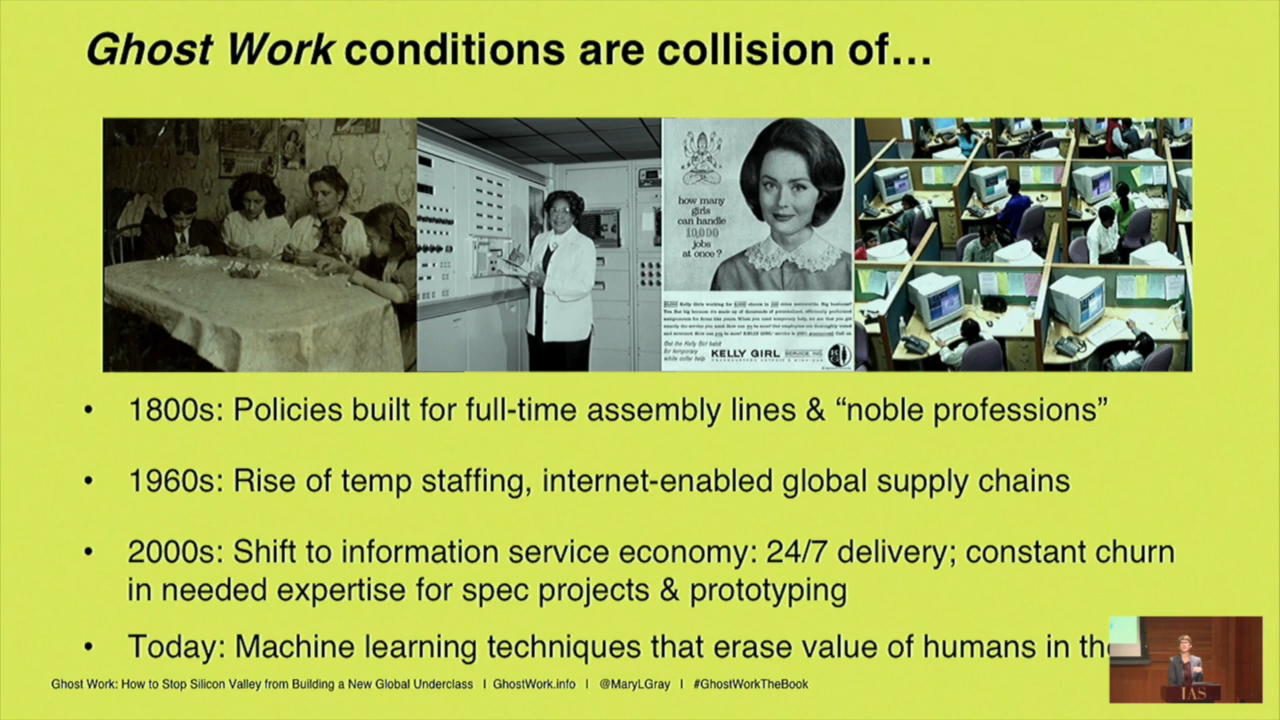 Ghost Work conditions are collision of...
how many
girls
can handle
10,000
jobs
at once?
KELLY GIRL SERVICE, INC
• 1800s: Policies built for full-time assembly lines & “noble professions”
• 1960s: Rise of temp staffing, internet-enabled global supply chains
• 2000s: Shift to information service economy: 24/7 delivery; constant churn
in needed expertise for spec projects & prototyping
• Today: Machine learning techniques that erase value of humans in
Ghost Work: How to Stop Silicon Valley from Building a New Global Underclass I GhostWork.info I @MaryLGray I #GhostWorkTheBook
IAS